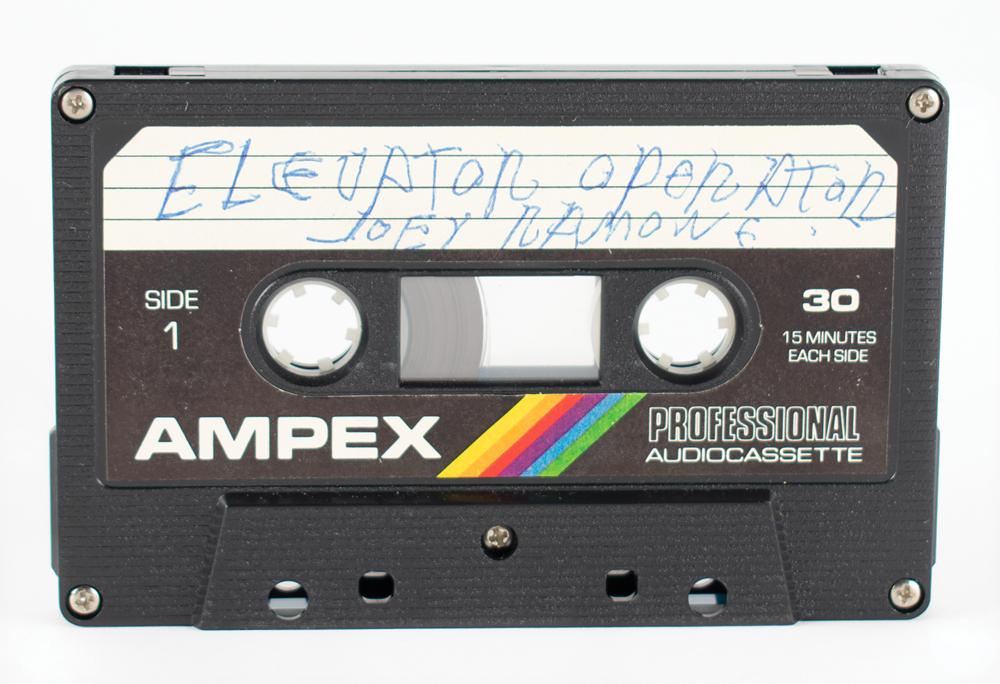 ELEVATOR OPERATOR
JOEY RAMONE
SIDE
1
30
15 MINUTES
EACH SIDE
AMPEX
PROFESSIONAL
AUDIOCASSETTE